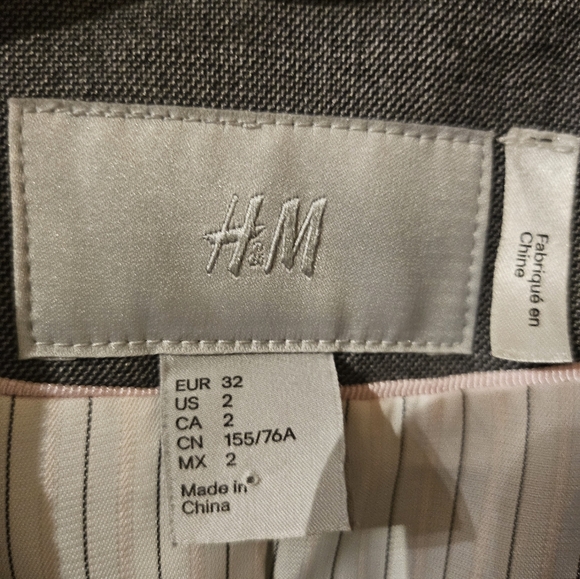 H&M
Fabriqué en
Chine
EUR 32
US 2
CA 2
CN 155/76A
MX 2
Made in
China